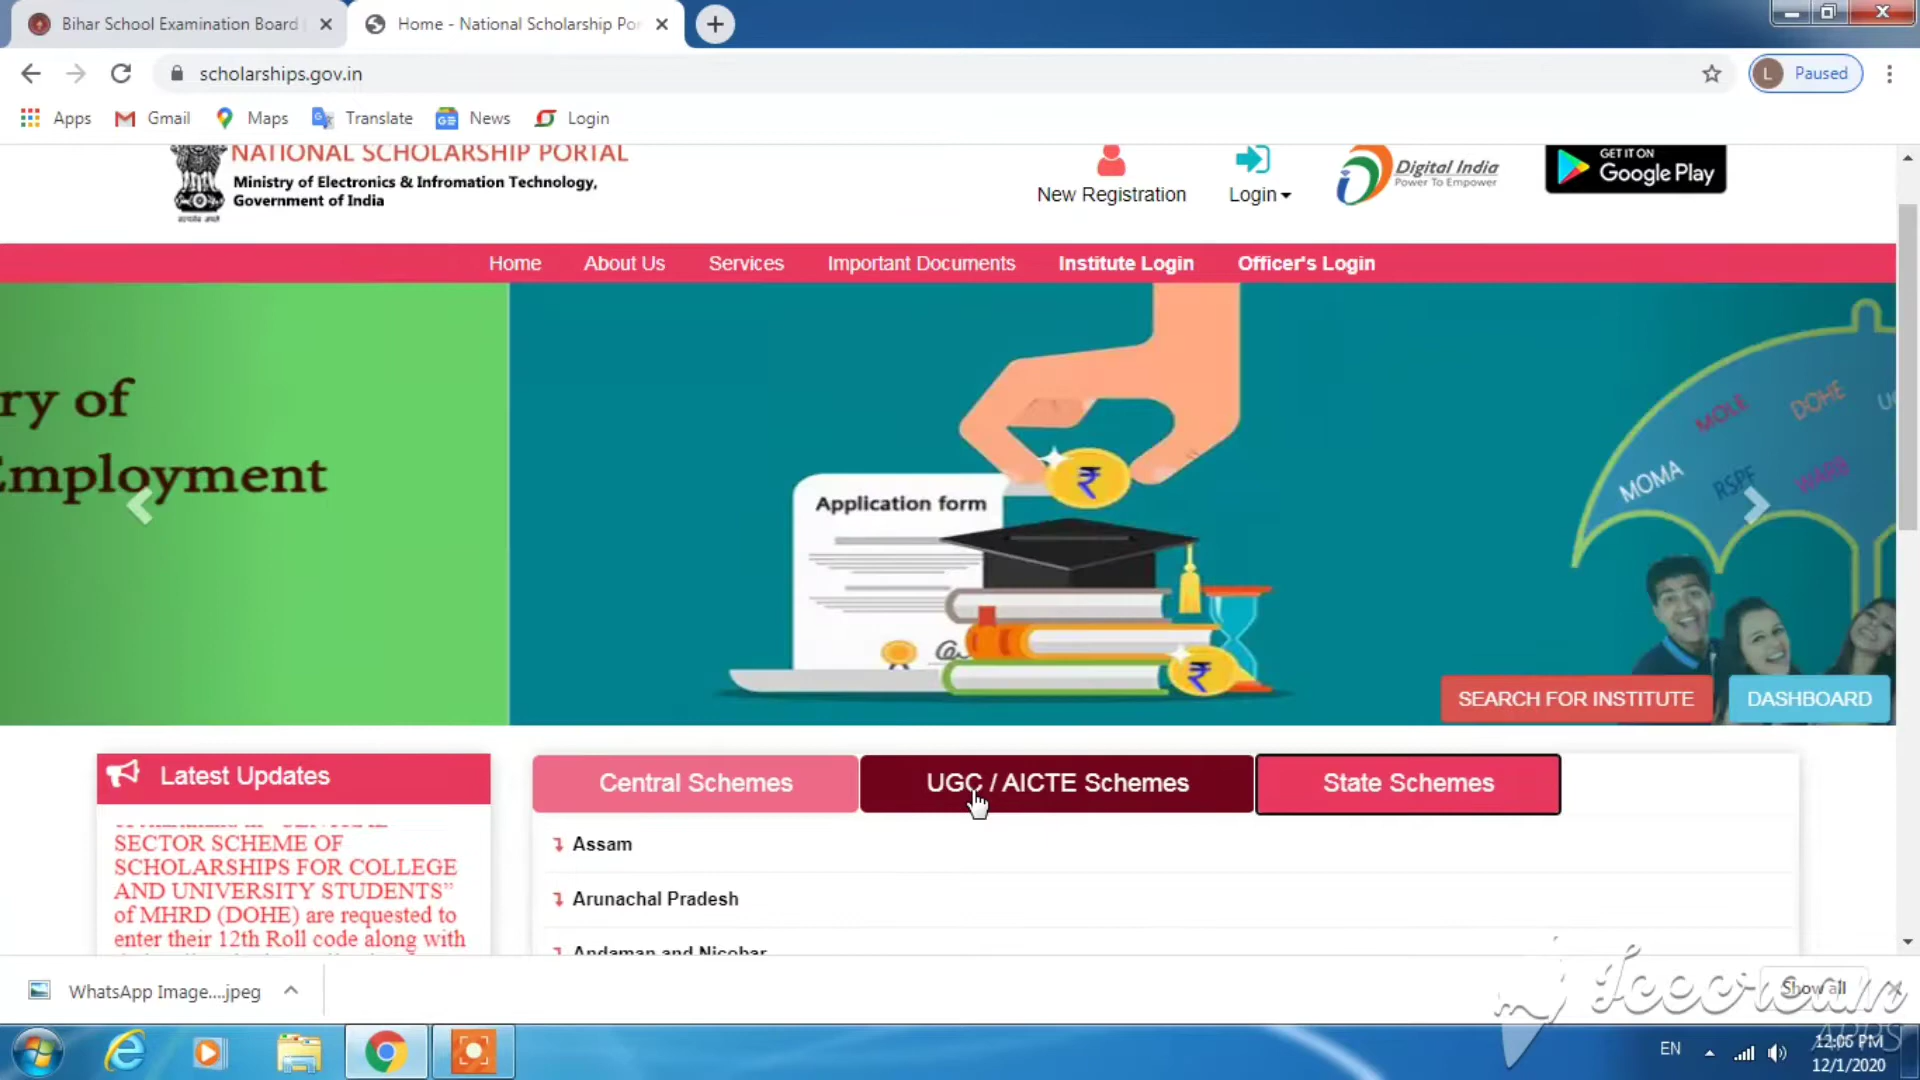 Bihar School Examination Board
Home - National Scholarship Por
scholarships.gov.in
L Paused
Apps Gmail Maps Translate News Login
NATIONAL SCHOLARSHIP PORTAL
Ministry of Electronics & Infromation Technology,
Government of India
New Registration
Login
Digital India
Power To Empower
GET IT ON
Google Play
Home About Us Services Important Documents Institute Login Officer's Login
ry of
Employment
Application form
₹
₹
MOMA
MOLE
DOHE
RSPF
WARB
SEARCH FOR INSTITUTE
DASHBOARD
Latest Updates
Central Schemes
UGC / AICTE Schemes
State Schemes
SECTOR SCHEME OF
SCHOLARSHIPS FOR COLLEGE
AND UNIVERSITY STUDENTS”
of MHRD (DOHE) are requested to
enter their 12th Roll code along with
Assam
Arunachal Pradesh
Andaman and Nicobar
WhatsApp Image....jpeg
Show all
Icecream
APPS
EN
12:06 PM
12/1/2020